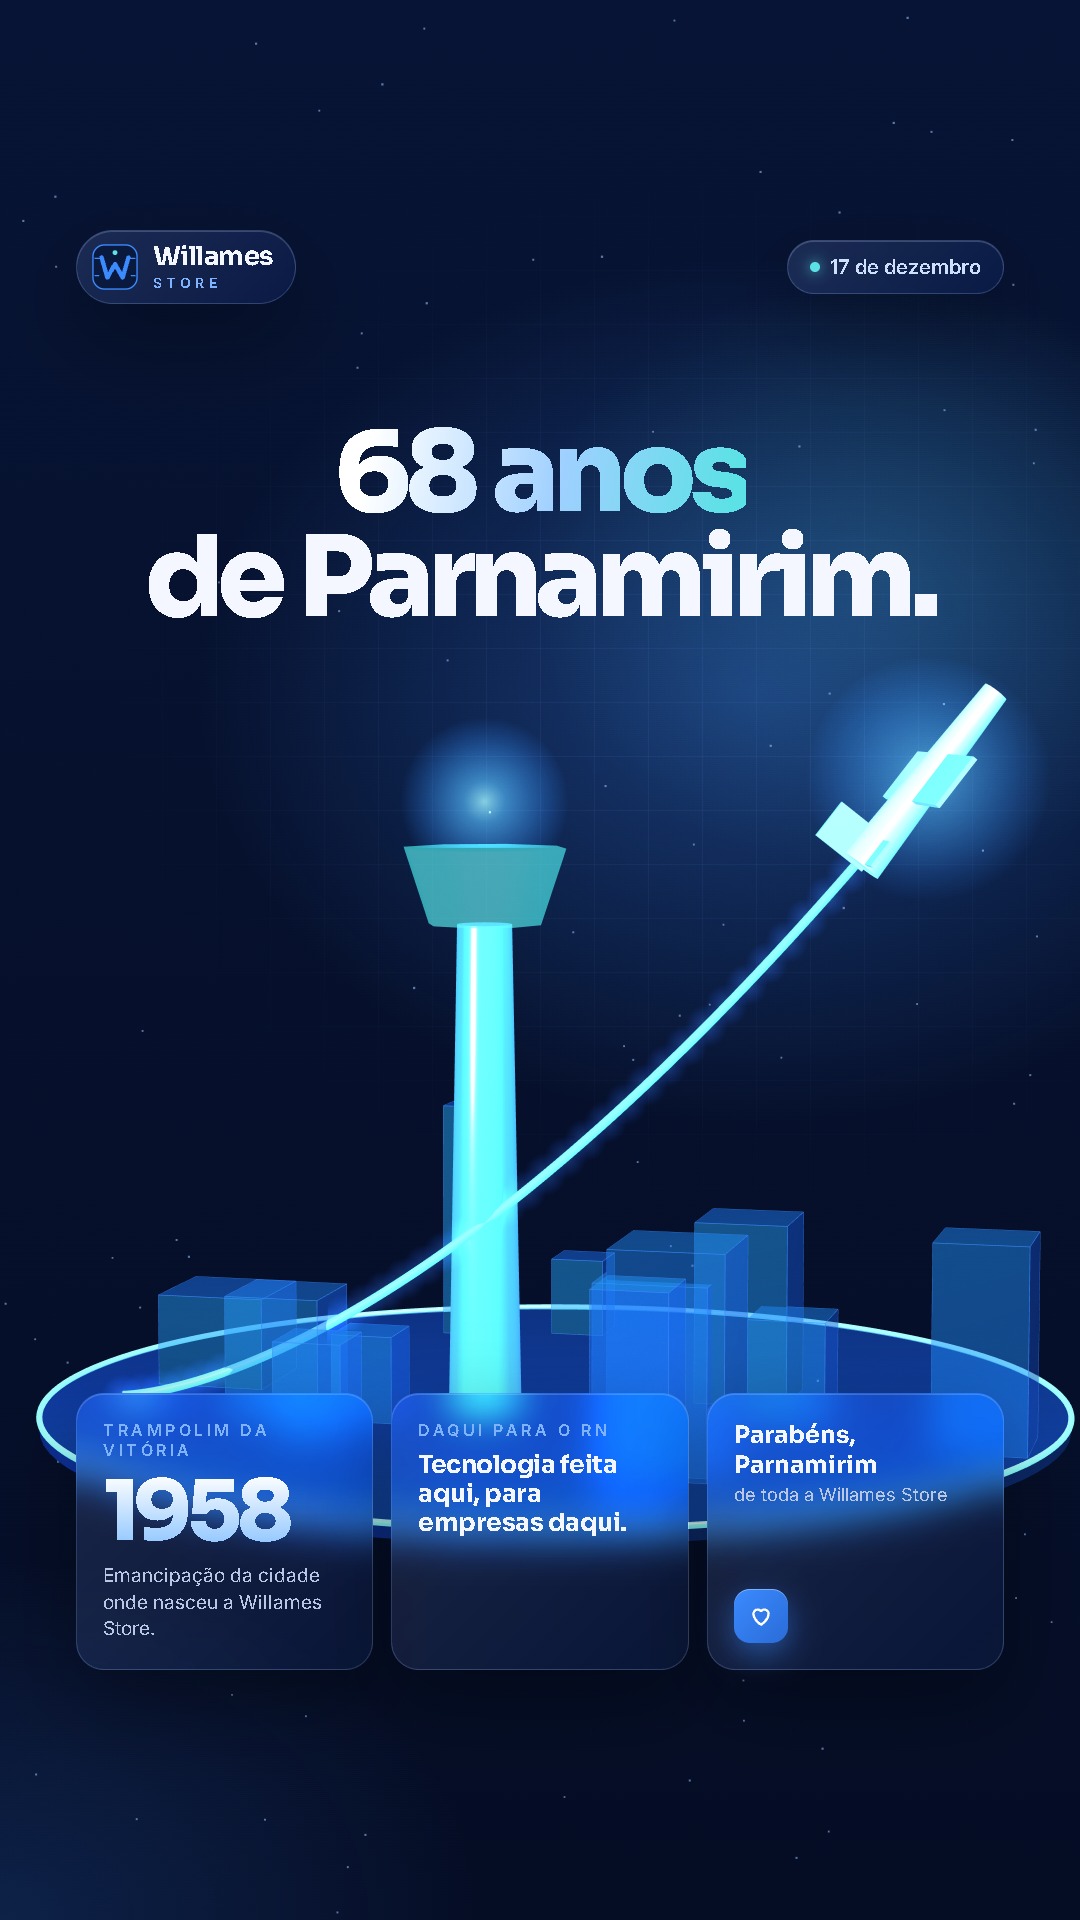 Willames
STORE
17 de dezembro
68 anos
de Parnamirim.
TRAMPOLIM DA
VITÓRIA
1958
Emancipação da cidade
onde nasceu a Willames
Store.
DAQUI PARA O RN
Tecnologia feita
aqui, para
empresas daqui.
Parabéns,
Parnamirim
de toda a Willames Store